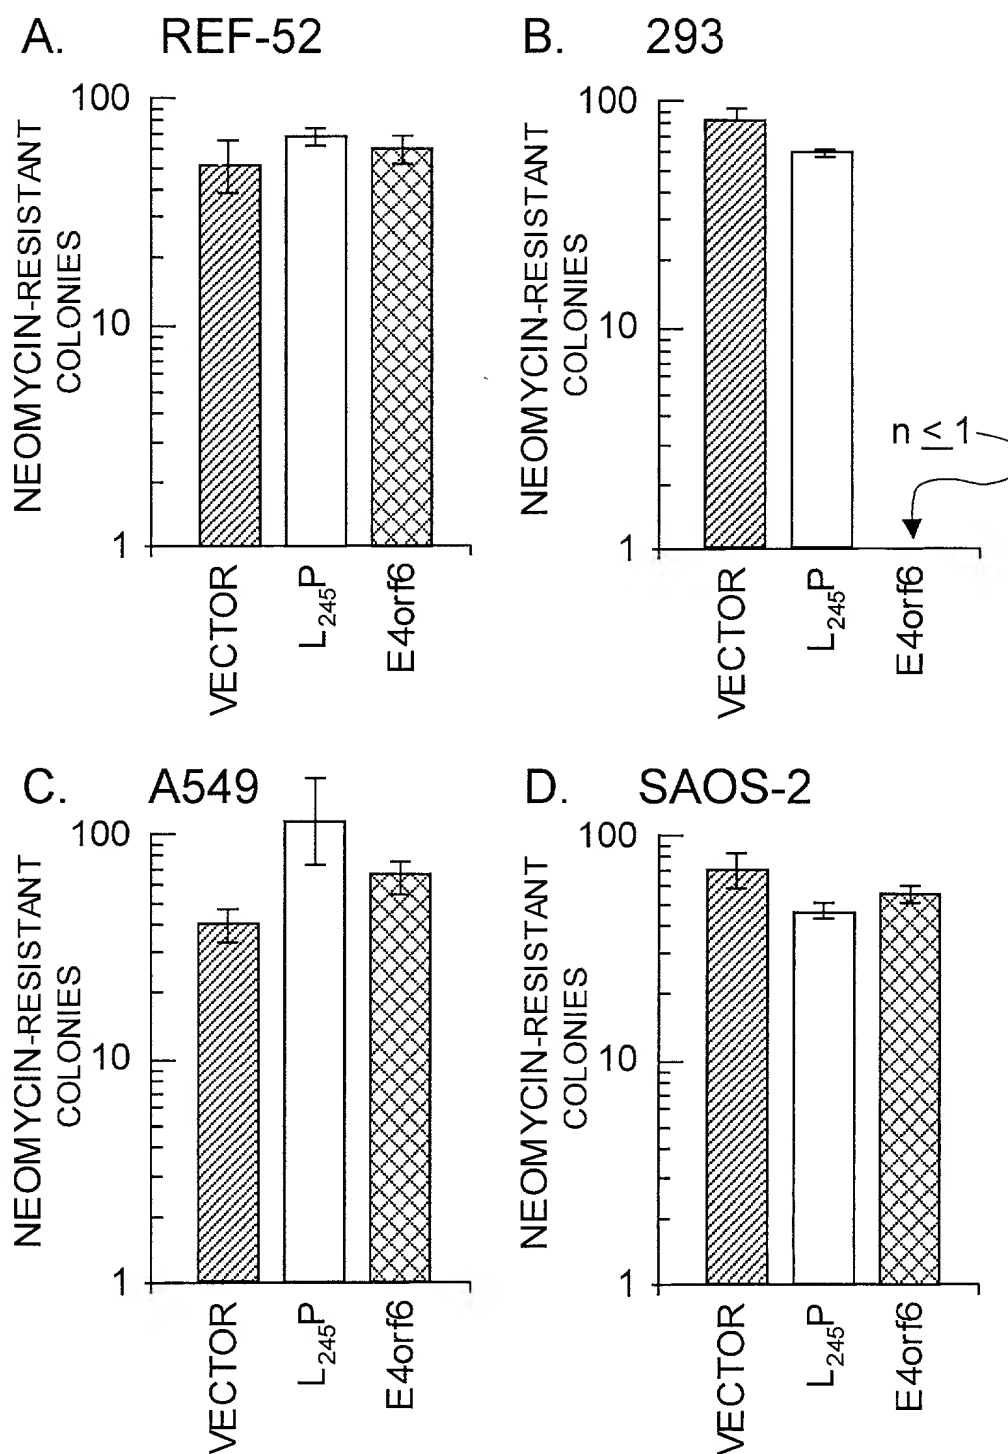 A. REF-52
NEOMYCIN-RESISTANT
COLONIES
100
10
1
VECTOR
L245P
E4orf6
B. 293
NEOMYCIN-RESISTANT
COLONIES
100
10
1
n ≤ 1
VECTOR
L245P
E4orf6
C. A549
NEOMYCIN-RESISTANT
COLONIES
100
10
1
VECTOR
L245P
E4orf6
D. SAOS-2
NEOMYCIN-RESISTANT
COLONIES
100
10
1
VECTOR
L245P
E4orf6